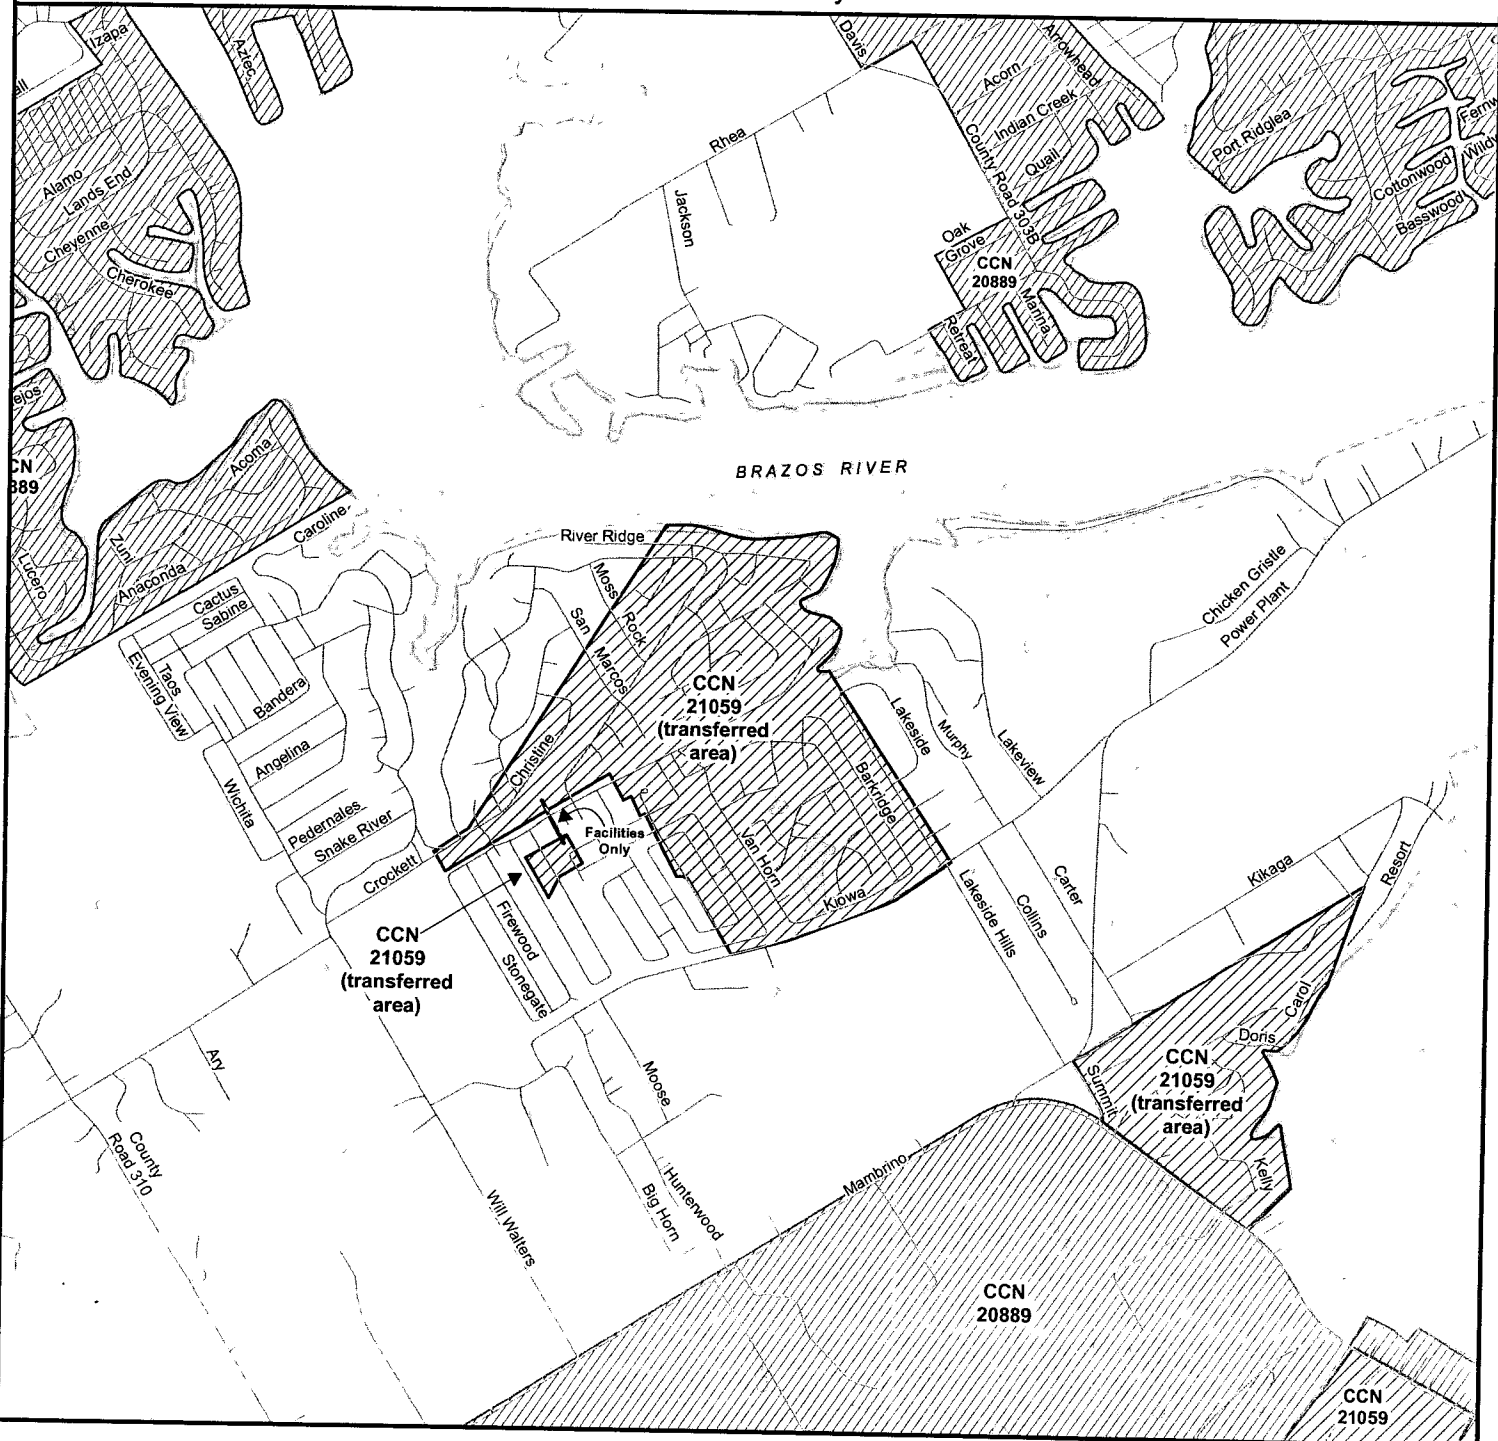 Izapa
Aztec
Davis
Arrowhead
Acorn
Indian Creek
Rhea
Quail
County Road 303B
Port Ridglea
Cottonwood
Basswood
Alamo
Lands End
Cheyenne
Cherokee
Jackson
Oak
Grove
CCN
20889
Marina
Retreat
ejos
CN
889
Acoma
BRAZOS RIVER
Caroline
River Ridge
Zuni
Anaconda
Lucero
Cactus
Sabine
Moss
Rock
San
Marcos
Chicken Gristle
Power Plant
Taos
Evening View
Bandera
CCN
21059
(transferred
area)
Lakeside
Murphy
Lakeview
Angelina
Christine
Wichita
Barkridge
Pedernales
Snake River
Facilities
Only
Van Horn
Crockett
Kiowa
Carter
Collins
Lakeside Hills
Kikaga
Resort
Firewood
Stonegate
CCN
21059
(transferred
area)
Carol
Doris
CCN
21059
(transferred
area)
Summit
Kelly
Ary
Moose
County
Road 310
Will Walters
Big Horn
Hunterwood
Mambrino
CCN
20889
CCN
21059